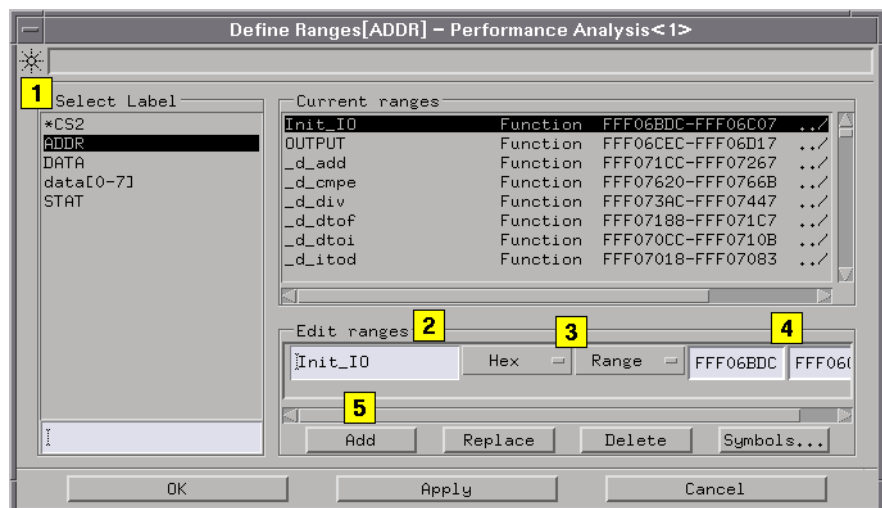 Define Ranges[ADDR] – Performance Analysis<1>
1
Select Label
*CS2
ADDR
DATA
data[0-7]
STAT
Current ranges
Init_IO Function FFF06BDC-FFF06C07 ../
OUTPUT Function FFF06CEC-FFF06D17 ../
_d_add Function FFF071CC-FFF07267 ../
_d_cmpe Function FFF07620-FFF0766B ../
_d_div Function FFF073AC-FFF07447 ../
_d_dtof Function FFF07188-FFF071C7 ../
_d_dtoi Function FFF070CC-FFF0710B ../
_d_itod Function FFF07018-FFF07083 ../
Edit ranges 2 3 4
Init_IO Hex Range FFF06BDC FFF06(
5
Add Replace Delete Symbols...
OK Apply Cancel